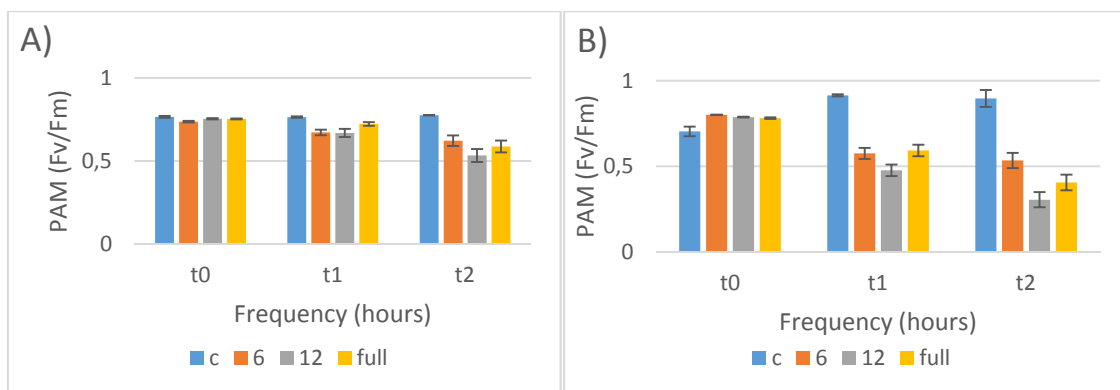 A)
PAM (Fv/Fm)
1
0,5
0
t0 t1 t2
Frequency (hours)
c 6 12 full
B)
PAM (Fv/Fm)
1
0,5
0
t0 t1 t2
Frequency (hours)
c 6 12 full